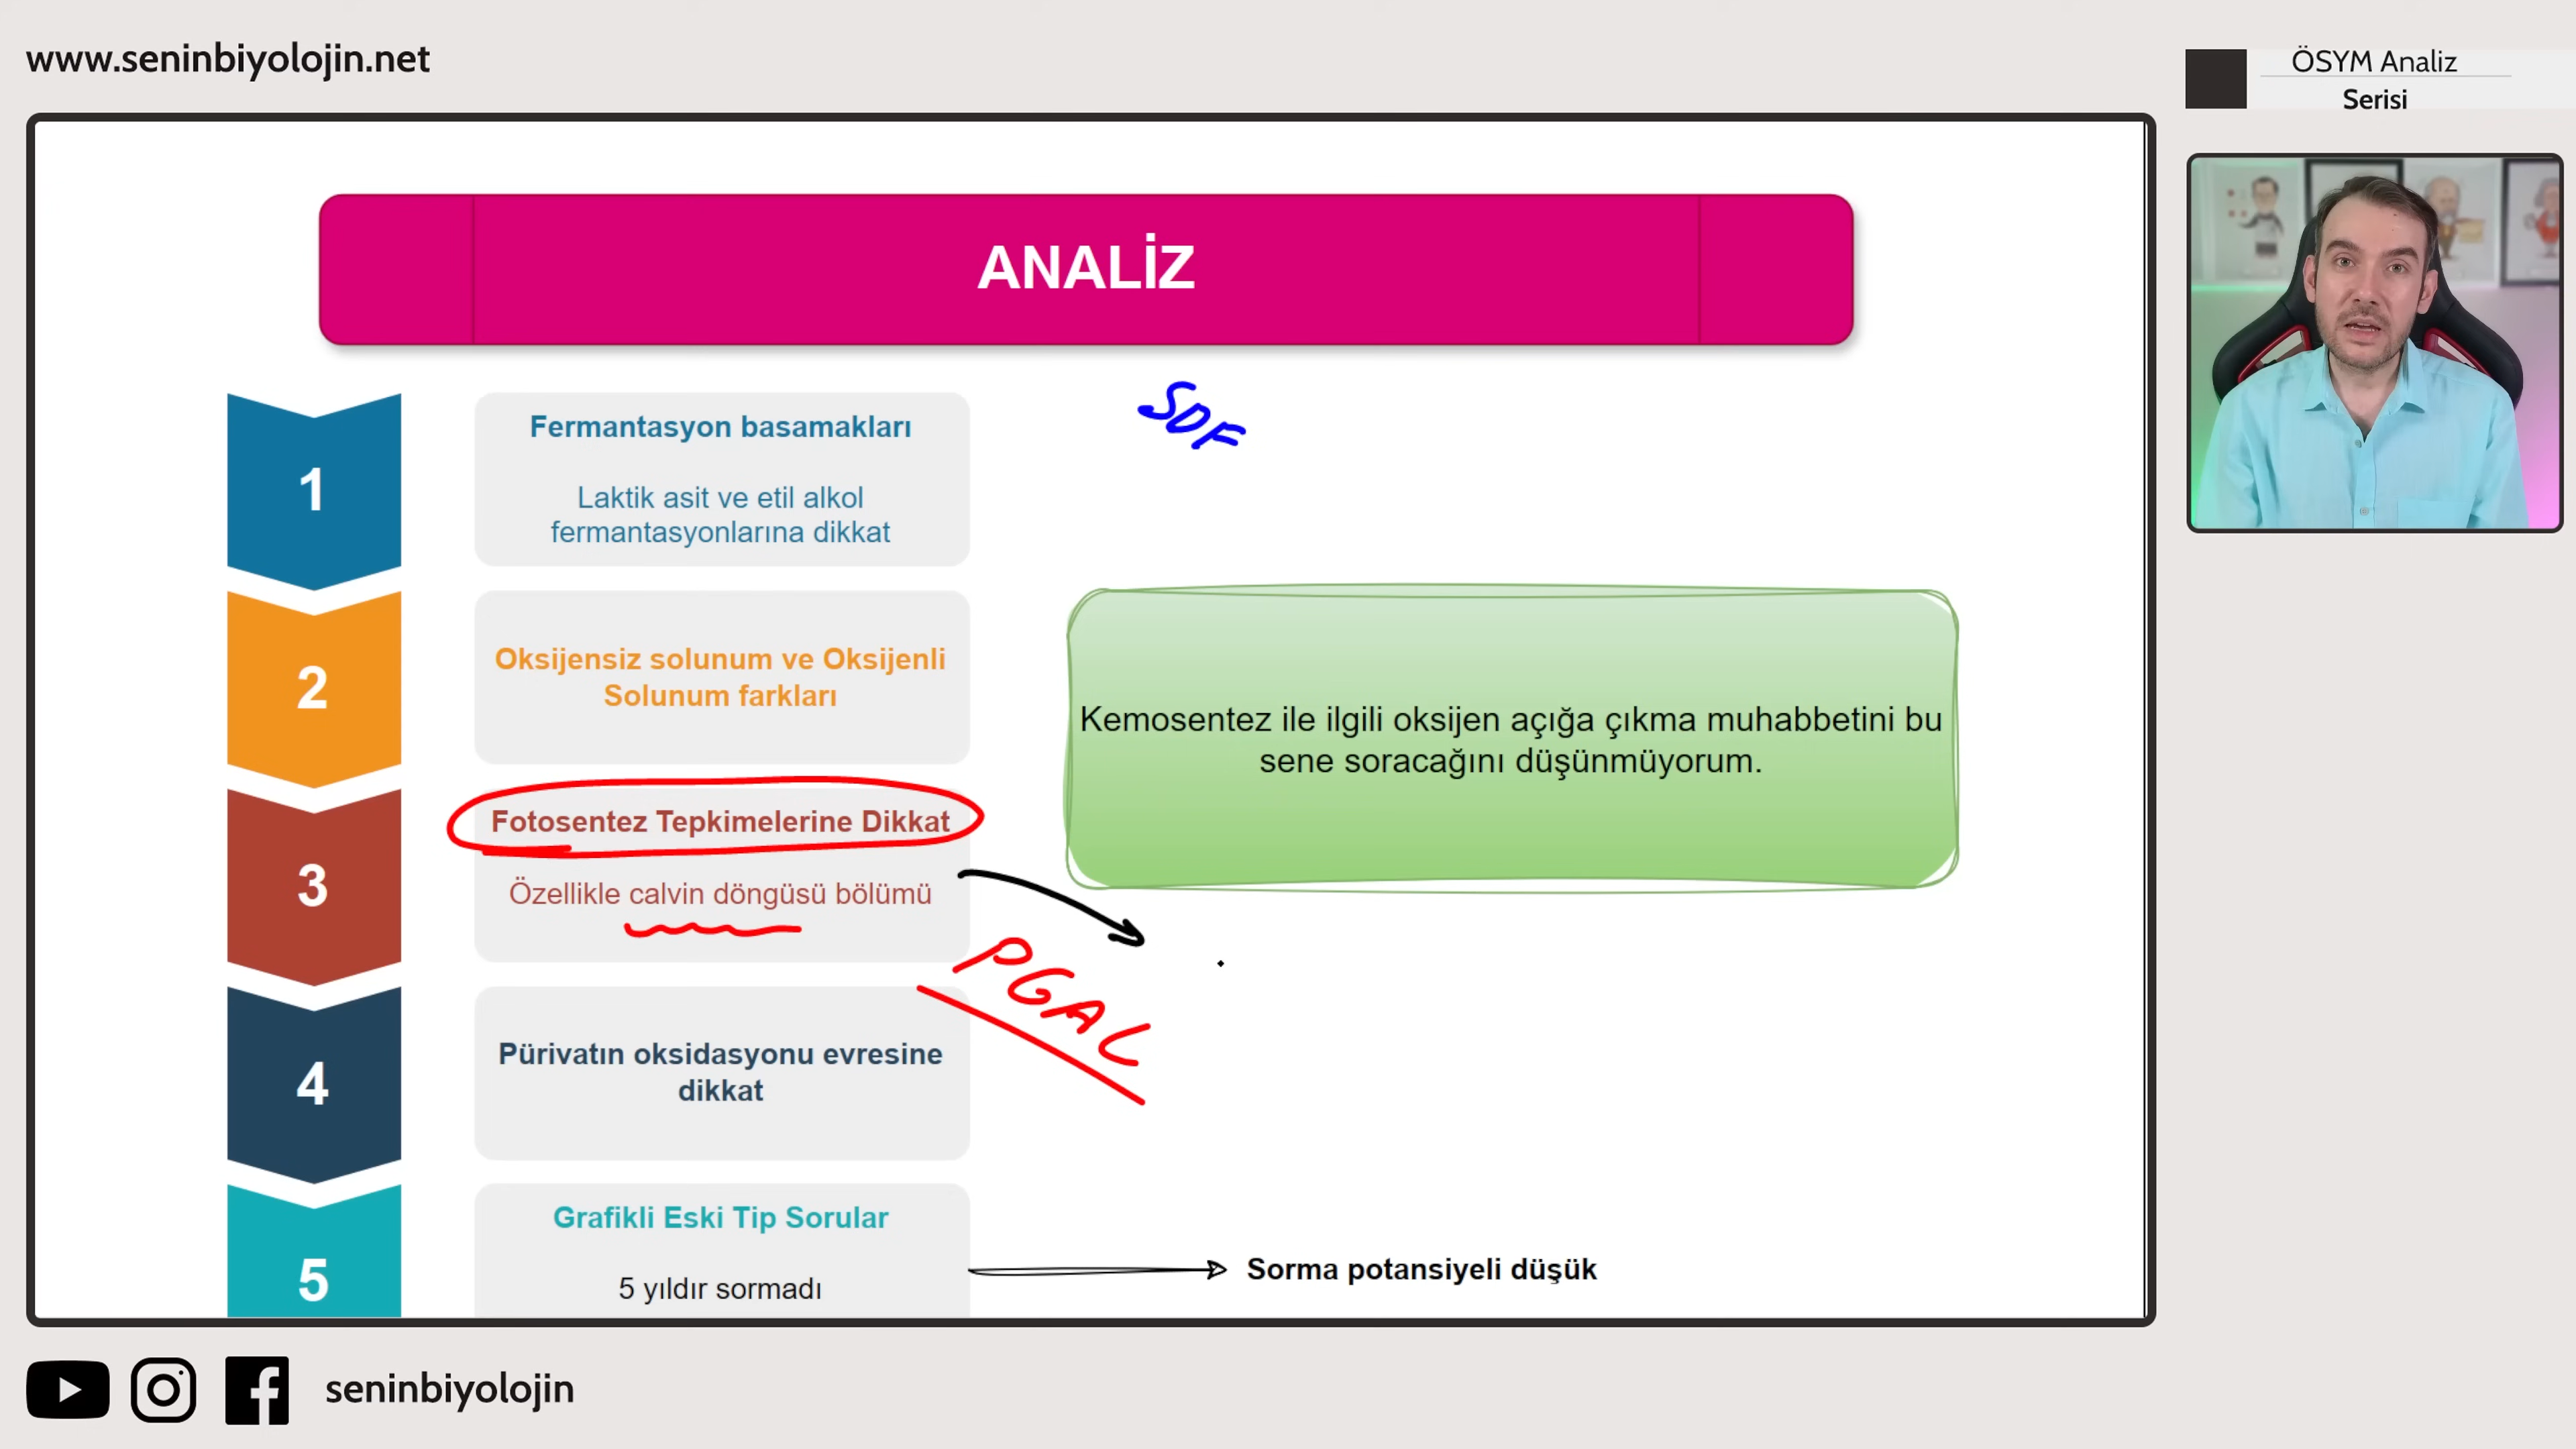 www.seninbiyolojin.net
ÖSYM Analiz
Serisi
ANALİZ
SDF
1
Fermantasyon basamakları
Laktik asit ve etil alkol
fermantasyonlarına dikkat
2
Oksijensiz solunum ve Oksijenli
Solunum farkları
Kemosentez ile ilgili oksijen açığa çıkma muhabbetini bu
sene soracağını düşünmüyorum.
3
Fotosentez Tepkimelerine Dikkat
Özellikle calvin döngüsü bölümü
PGAL
4
Pürivatın oksidasyonu evresine
dikkat
5
Grafikli Eski Tip Sorular
5 yıldır sormadı
Sorma potansiyeli düşük
seninbiyolojin